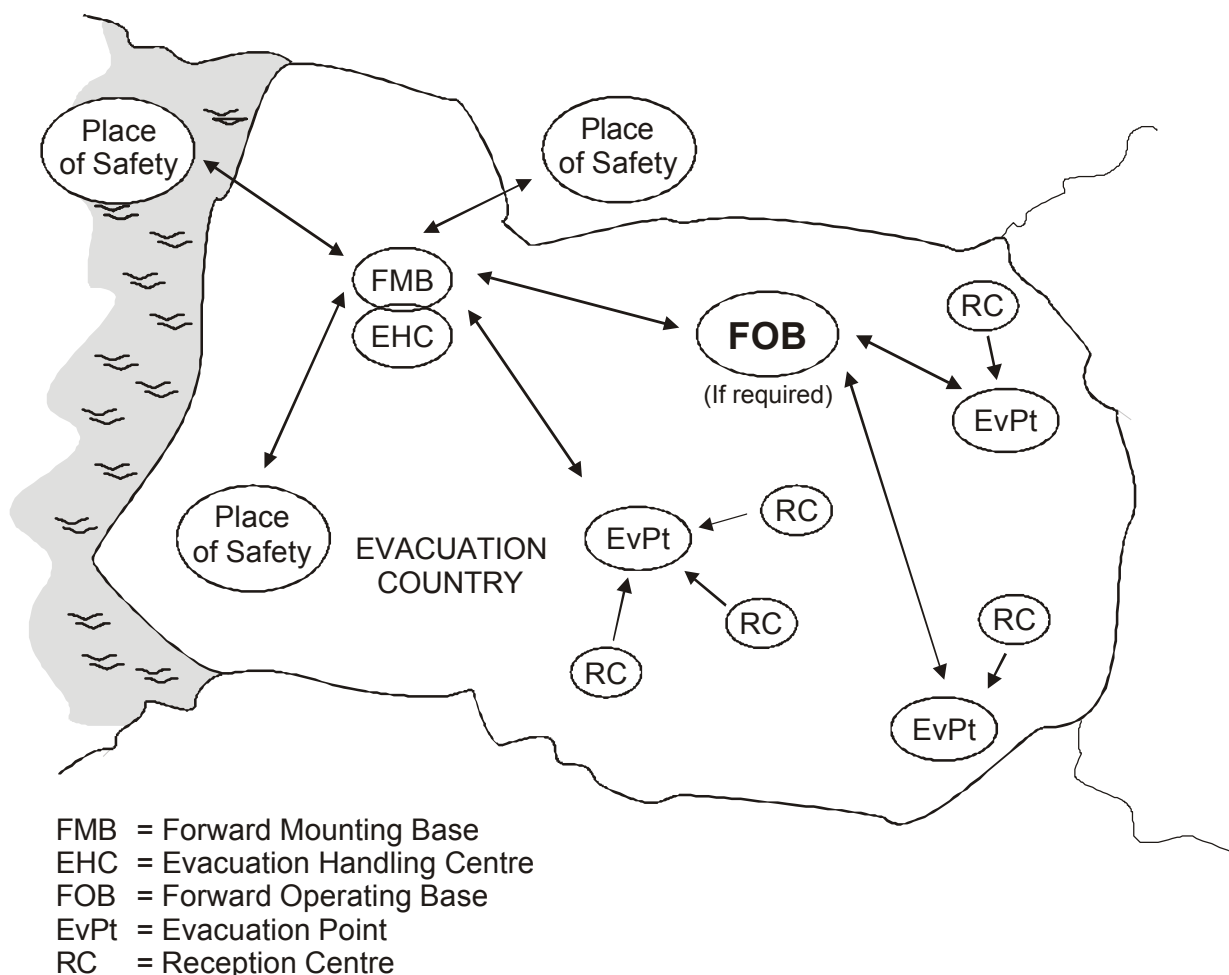 Place
of Safety
Place
of Safety
FMB
EHC
FOB
(If required)
RC
EvPt
Place
of Safety
EVACUATION
COUNTRY
EvPt
RC
RC
RC
RC
EvPt
FMB = Forward Mounting Base
EHC = Evacuation Handling Centre
FOB = Forward Operating Base
EvPt = Evacuation Point
RC = Reception Centre